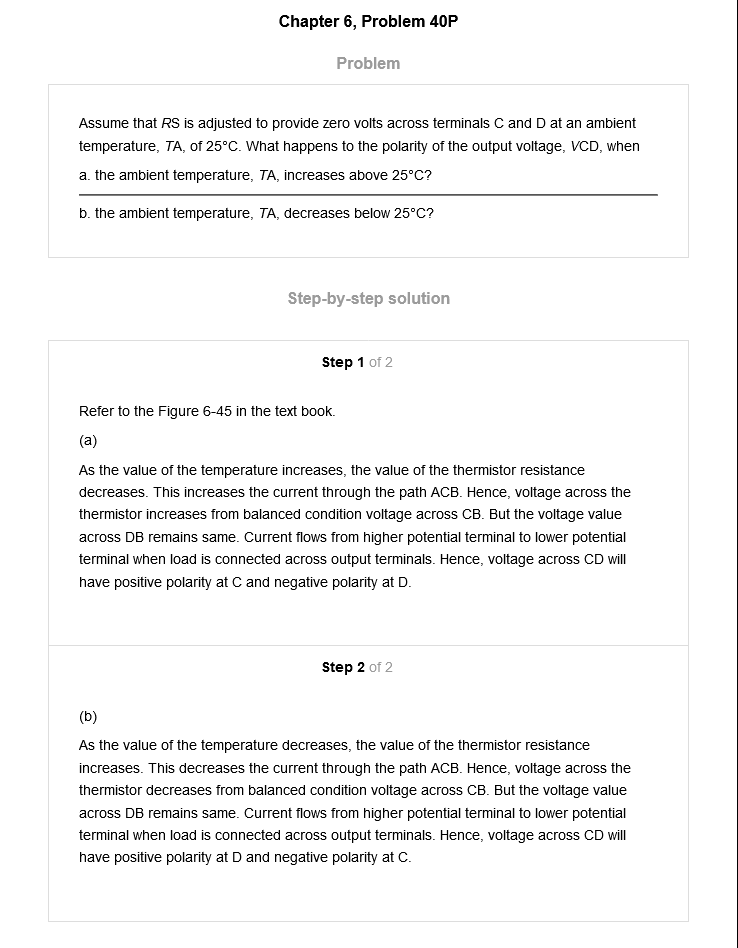 Chapter 6, Problem 40P
Problem
Assume that RS is adjusted to provide zero volts across terminals C and D at an ambient
temperature, TA, of 25°C. What happens to the polarity of the output voltage, VCD, when
a. the ambient temperature, TA, increases above 25°C?
b. the ambient temperature, TA, decreases below 25°C?
Step-by-step solution
Step 1 of 2
Refer to the Figure 6-45 in the text book.
(a)
As the value of the temperature increases, the value of the thermistor resistance
decreases. This increases the current through the path ACB. Hence, voltage across the
thermistor increases from balanced condition voltage across CB. But the voltage value
across DB remains same. Current flows from higher potential terminal to lower potential
terminal when load is connected across output terminals. Hence, voltage across CD will
have positive polarity at C and negative polarity at D.
Step 2 of 2
(b)
As the value of the temperature decreases, the value of the thermistor resistance
increases. This decreases the current through the path ACB. Hence, voltage across the
thermistor decreases from balanced condition voltage across CB. But the voltage value
across DB remains same. Current flows from higher potential terminal to lower potential
terminal when load is connected across output terminals. Hence, voltage across CD will
have positive polarity at D and negative polarity at C.